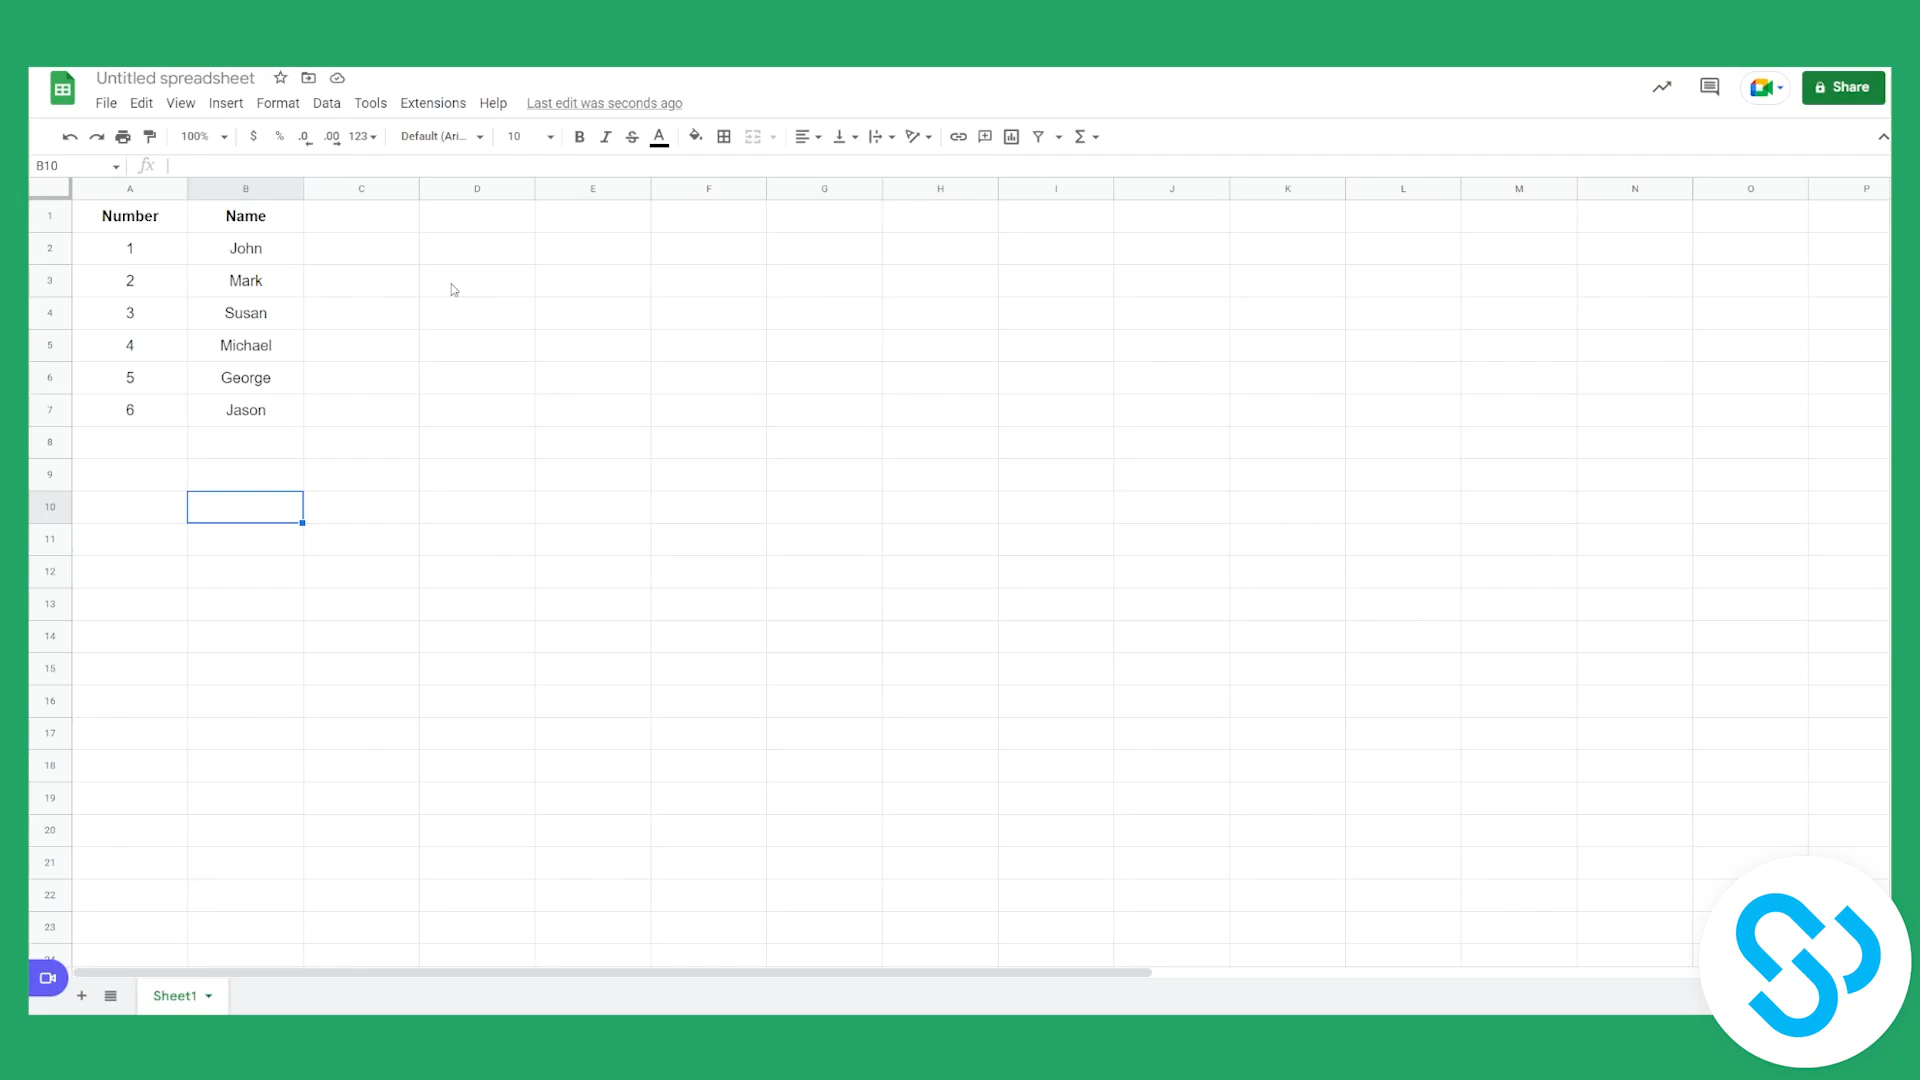 Untitled spreadsheet
File Edit View Insert Format Data Tools Extensions Help Last edit was seconds ago
Share
100% $ % .0 .00 123 Default (Ari... 10 B I S A Σ
B10 fx
A B C D E F G H I J K L M N O P
1 Number Name
2 1 John
3 2 Mark
4 3 Susan
5 4 Michael
6 5 George
7 6 Jason
8
9
10
11
12
13
14
15
16
17
18
19
20
21
22
23
24
+ Sheet1